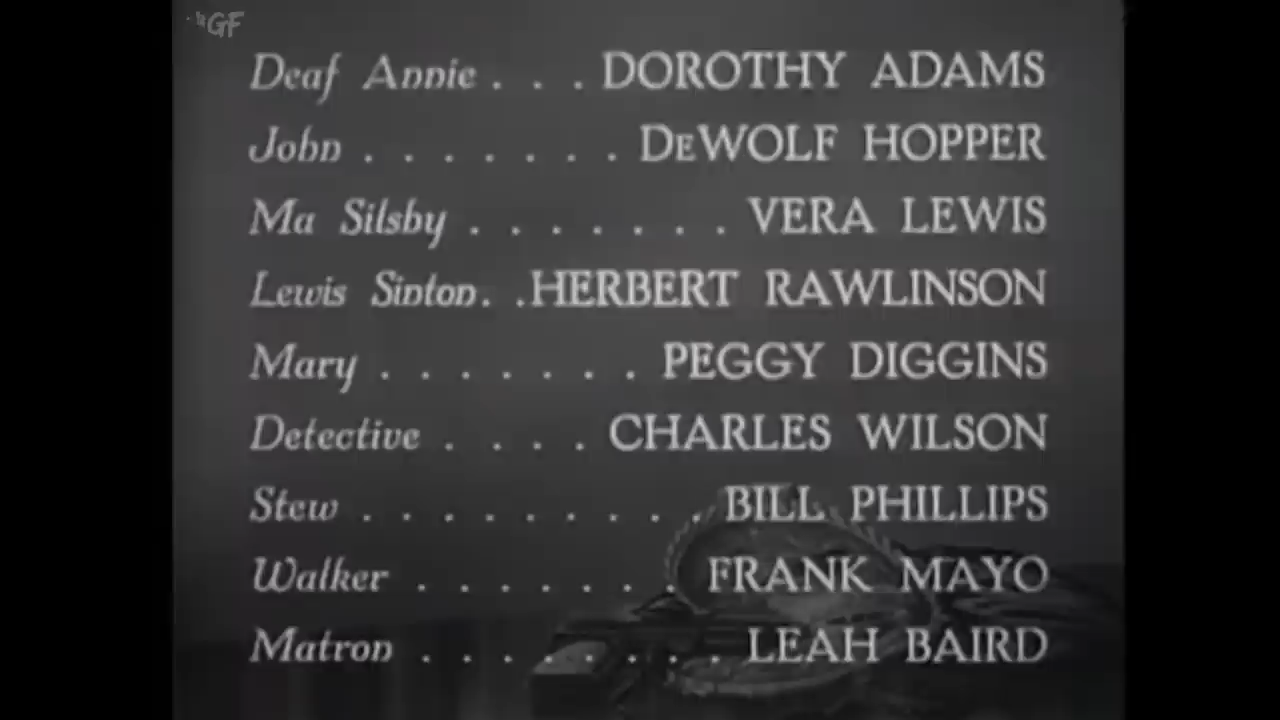 GF
Deaf Annie . . . DOROTHY ADAMS
John . . . . . . . DeWOLF HOPPER
Ma Silsby . . . . . . . VERA LEWIS
Lewis Sinton. .HERBERT RAWLINSON
Mary . . . . . . . PEGGY DIGGINS
Detective . . . . CHARLES WILSON
Stew . . . . . . . . . BILL PHILLIPS
Walker . . . . . . . FRANK MAYO
Matron . . . . . . . . LEAH BAIRD